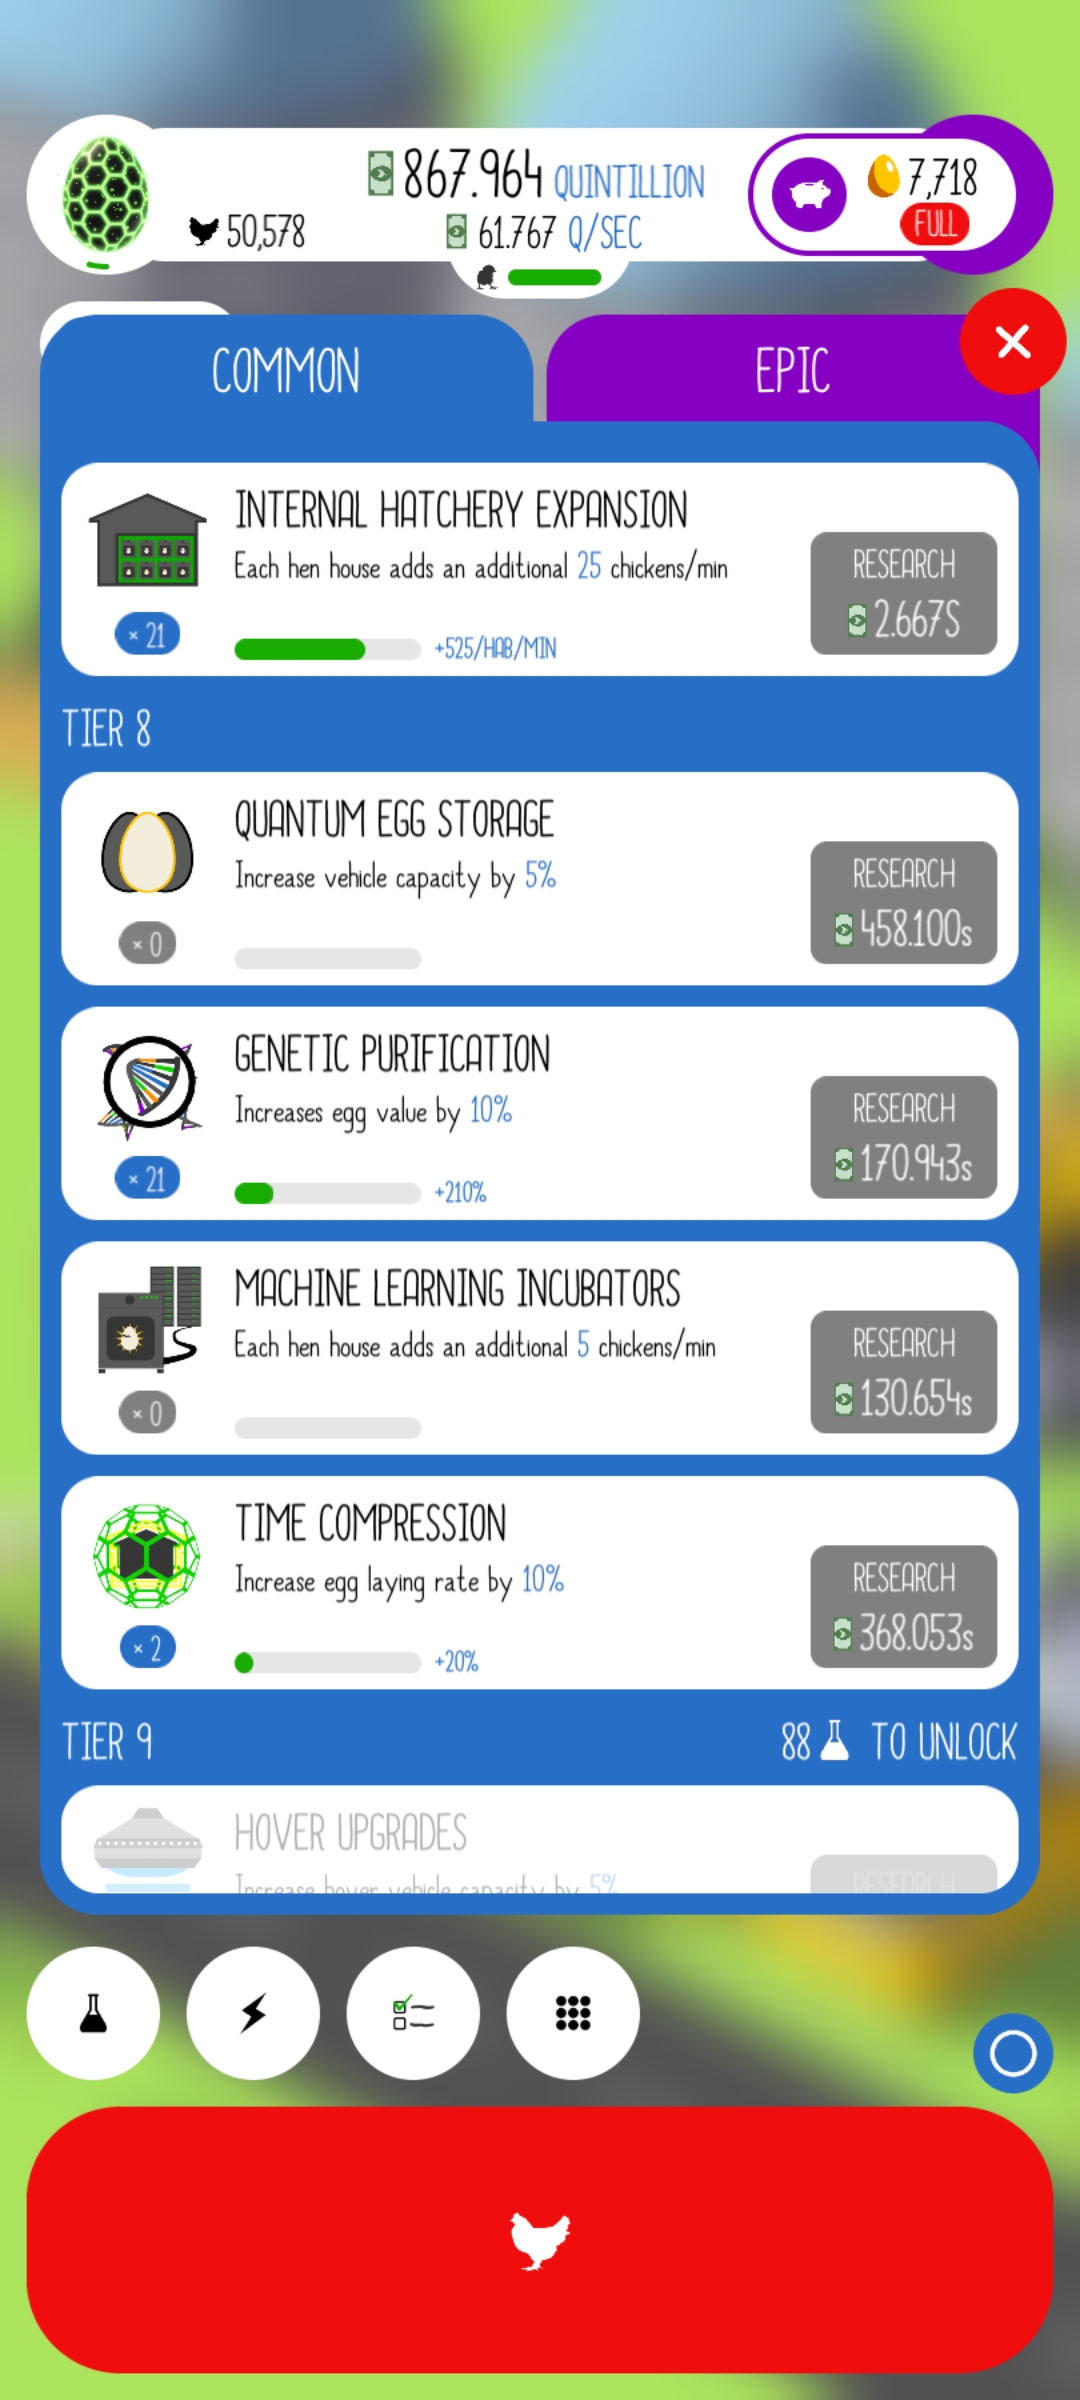 867.964 QUINTILLION
50,578
61.767 Q/SEC
7,718
FULL
COMMON
EPIC
INTERNAL HATCHERY EXPANSION
Each hen house adds an additional 25 chickens/min
× 21
+525/HAB/MIN
RESEARCH
2.667S
TIER 8
QUANTUM EGG STORAGE
Increase vehicle capacity by 5%
× 0
RESEARCH
458.100s
GENETIC PURIFICATION
Increases egg value by 10%
× 21
+210%
RESEARCH
170.943s
MACHINE LEARNING INCUBATORS
Each hen house adds an additional 5 chickens/min
× 0
RESEARCH
130.654s
TIME COMPRESSION
Increase egg laying rate by 10%
× 2
+20%
RESEARCH
368.053s
TIER 9
88 TO UNLOCK
HOVER UPGRADES
Increase hover vehicle capacity by 5%
RESEARCH